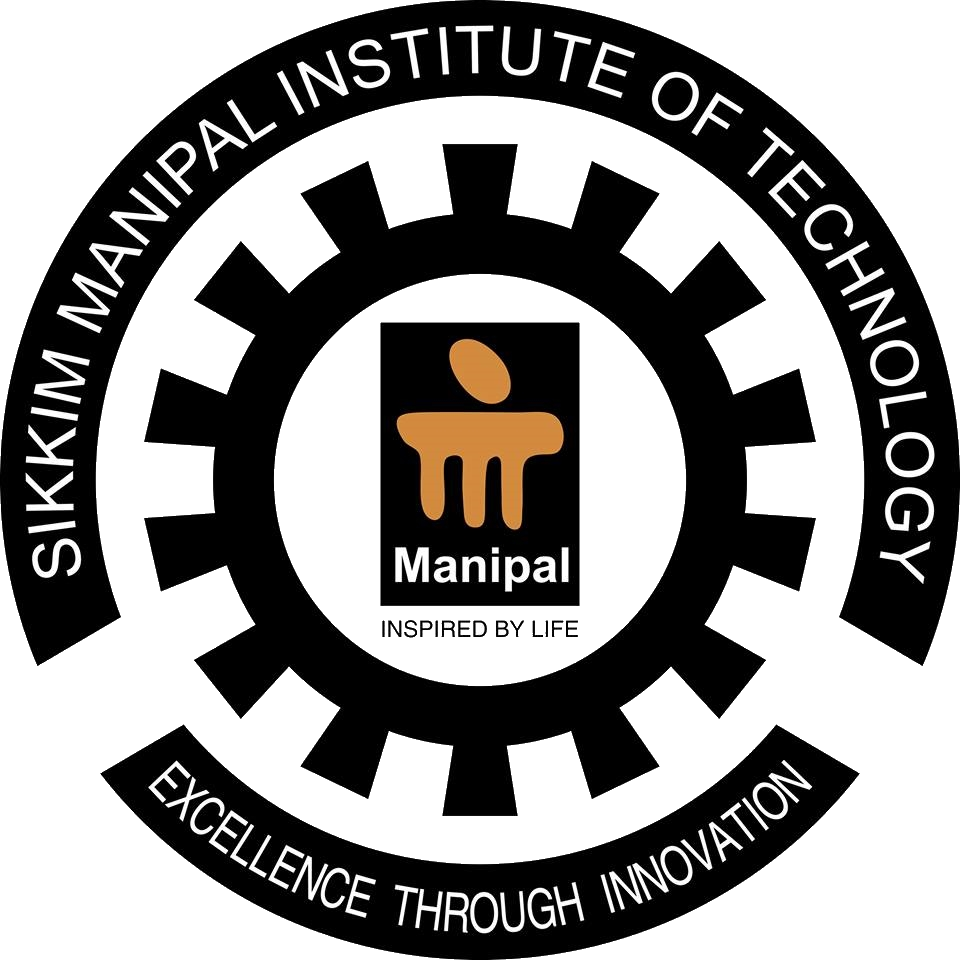 SIKKIM MANIPAL INSTITUTE OF TECHNOLOGY
Manipal
INSPIRED BY LIFE
EXCELLENCE THROUGH INNOVATION